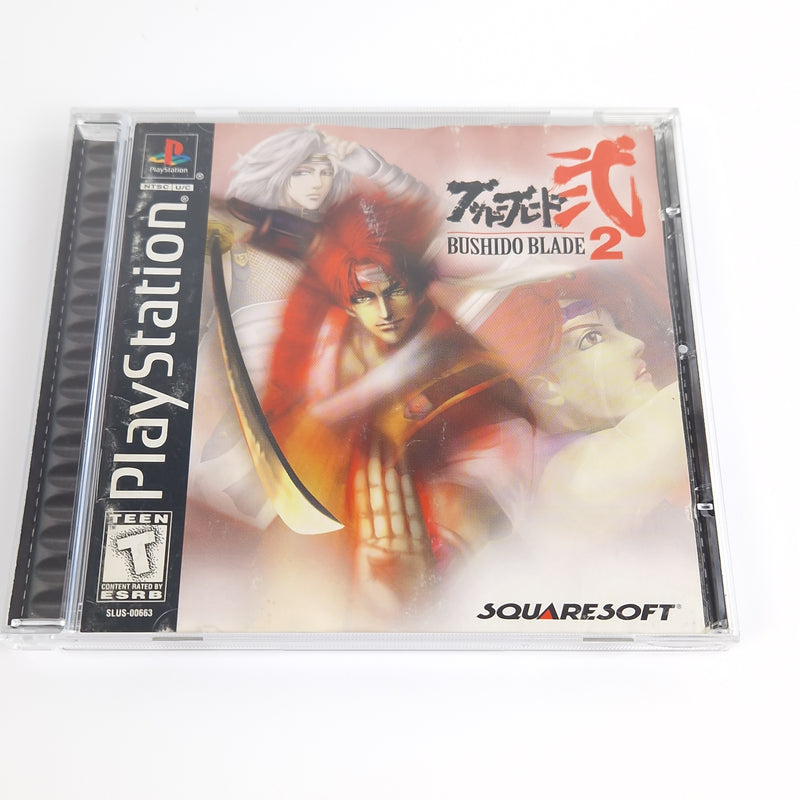 PlayStation
NTSC U/C
PlayStation
TEEN
T
CONTENT RATED BY
ESRB
SLUS-00663
ブシドーブレード弐
BUSHIDO BLADE 2
SQUARESOFT